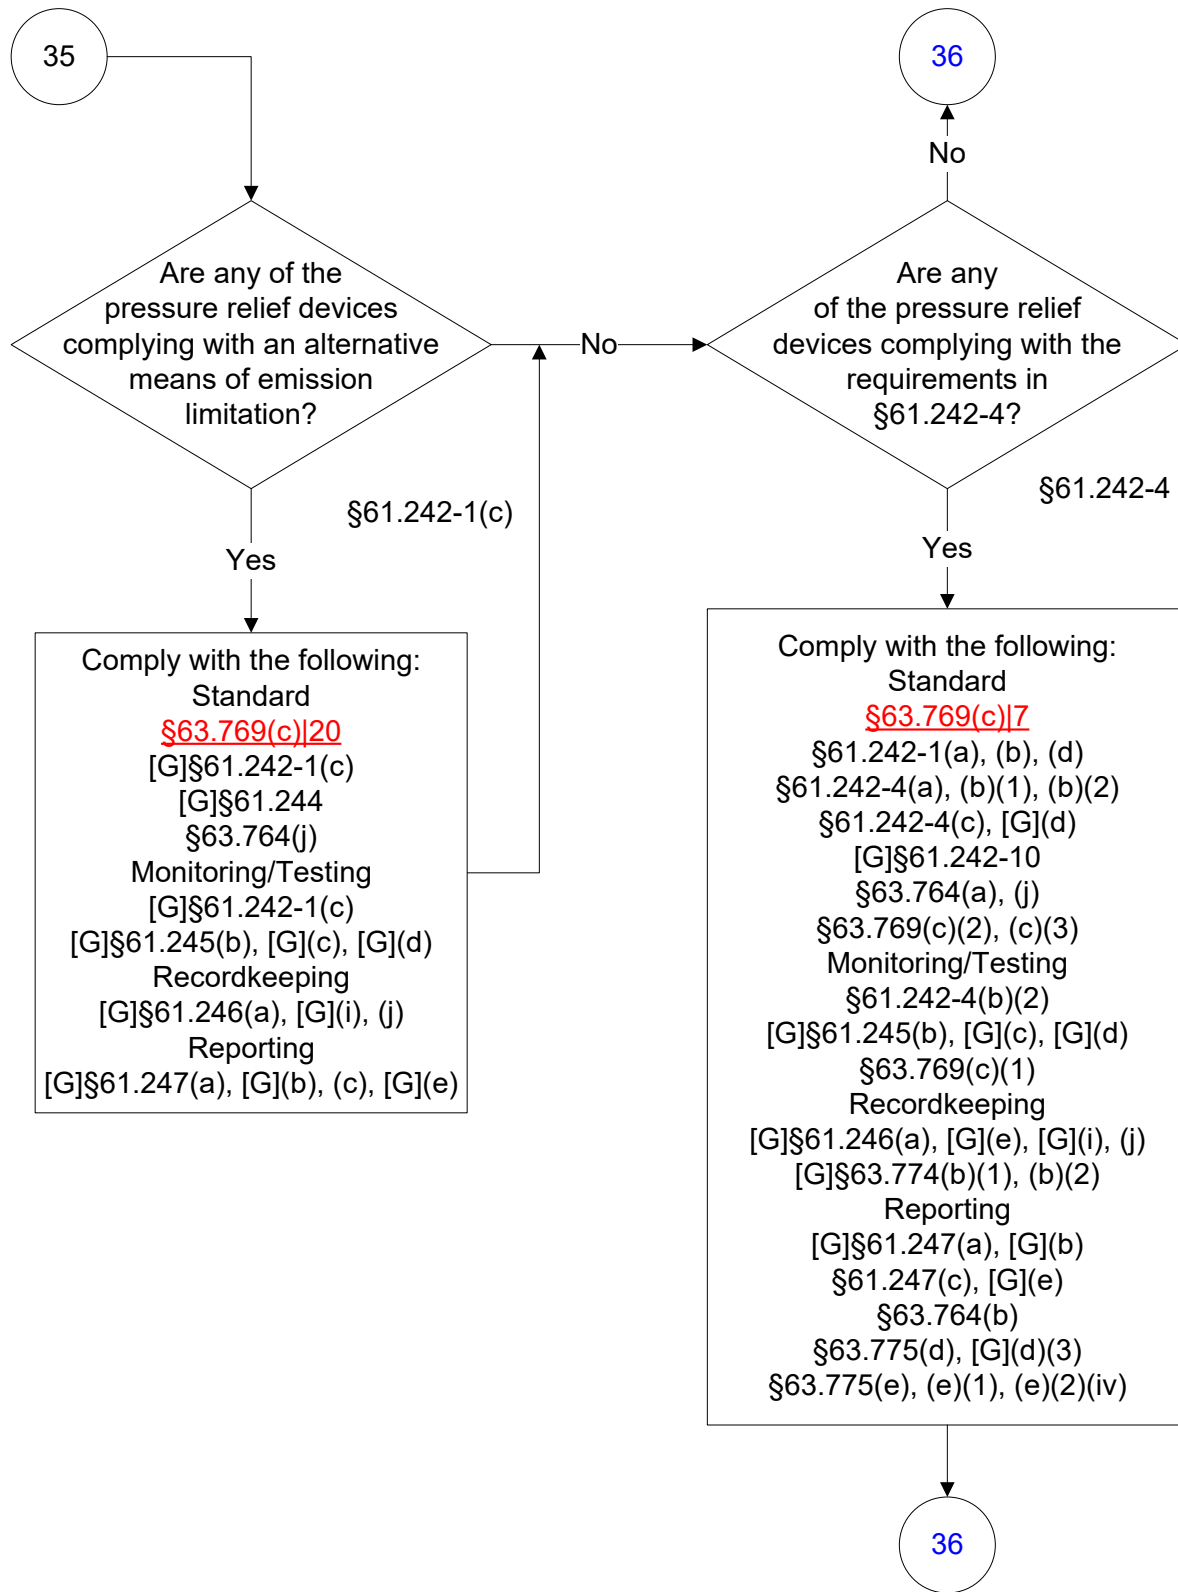 35
Are any of the
pressure relief devices
complying with an alternative
means of emission
limitation?
No
§61.242-1(c)
Yes
Comply with the following:
Standard
§63.769(c)|20
[G]§61.242-1(c)
[G]§61.244
§63.764(j)
Monitoring/Testing
[G]§61.242-1(c)
[G]§61.245(b), [G](c), [G](d)
Recordkeeping
[G]§61.246(a), [G](i), (j)
Reporting
[G]§61.247(a), [G](b), (c), [G](e)
36
No
Are any
of the pressure relief
devices complying with the
requirements in
§61.242-4?
§61.242-4
Yes
Comply with the following:
Standard
§63.769(c)|7
§61.242-1(a), (b), (d)
§61.242-4(a), (b)(1), (b)(2)
§61.242-4(c), [G](d)
[G]§61.242-10
§63.764(a), (j)
§63.769(c)(2), (c)(3)
Monitoring/Testing
§61.242-4(b)(2)
[G]§61.245(b), [G](c), [G](d)
§63.769(c)(1)
Recordkeeping
[G]§61.246(a), [G](e), [G](i), (j)
[G]§63.774(b)(1), (b)(2)
Reporting
[G]§61.247(a), [G](b)
§61.247(c), [G](e)
§63.764(b)
§63.775(d), [G](d)(3)
§63.775(e), (e)(1), (e)(2)(iv)
36